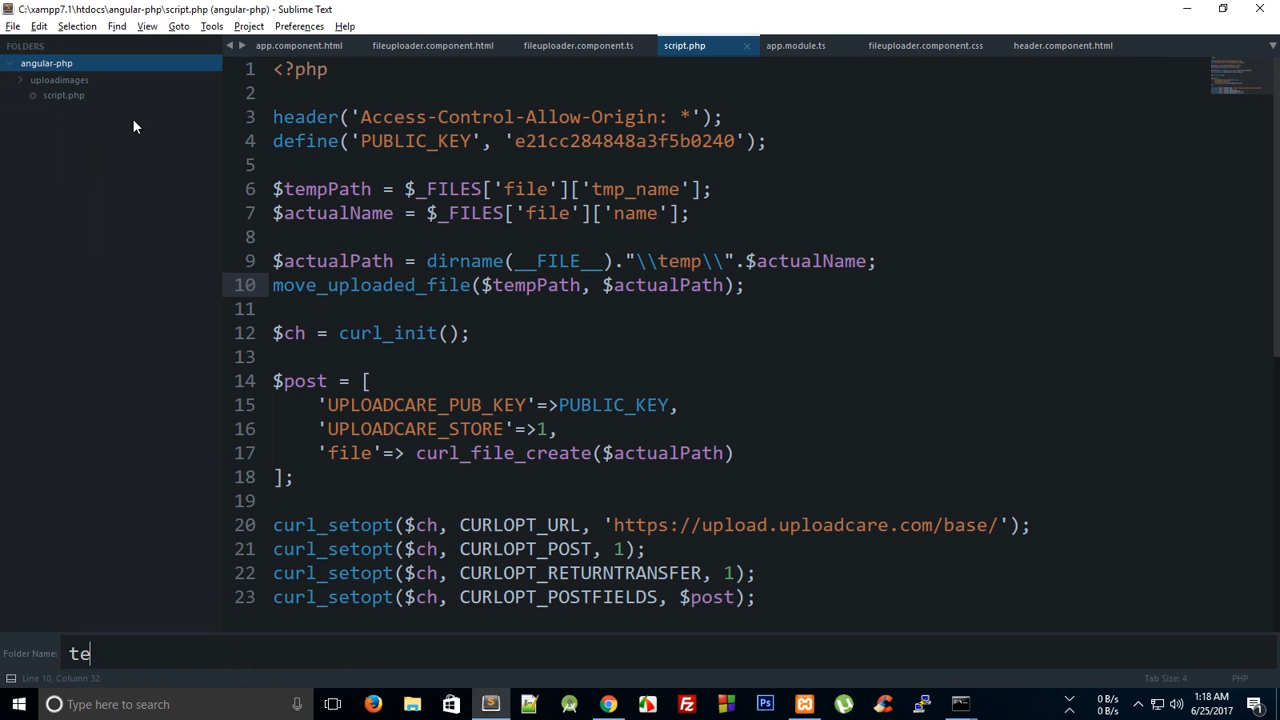 C:\xampp7.1\htdocs\angular-php\script.php (angular-php) - Sublime Text
File Edit Selection Find View Goto Tools Project Preferences Help
FOLDERS
angular-php
uploadimages
script.php
app.component.html fileuploader.component.html fileuploader.component.ts script.php app.module.ts fileuploader.component.css header.component.html
1 <?php
2
3 header('Access-Control-Allow-Origin: *');
4 define('PUBLIC_KEY', 'e21cc284848a3f5b0240');
5
6 $tempPath = $_FILES['file']['tmp_name'];
7 $actualName = $_FILES['file']['name'];
8
9 $actualPath = dirname(__FILE__)."\\temp\\".$actualName;
10 move_uploaded_file($tempPath, $actualPath);
11
12 $ch = curl_init();
13
14 $post = [
15 'UPLOADCARE_PUB_KEY'=>PUBLIC_KEY,
16 'UPLOADCARE_STORE'=>1,
17 'file'=> curl_file_create($actualPath)
18 ];
19
20 curl_setopt($ch, CURLOPT_URL, 'https://upload.uploadcare.com/base/');
21 curl_setopt($ch, CURLOPT_POST, 1);
22 curl_setopt($ch, CURLOPT_RETURNTRANSFER, 1);
23 curl_setopt($ch, CURLOPT_POSTFIELDS, $post);
Folder Name: te
Line 10, Column 32 Tab Size: 4 PHP
Type here to search
0 B/s
0 B/s
1:18 AM
6/25/2017